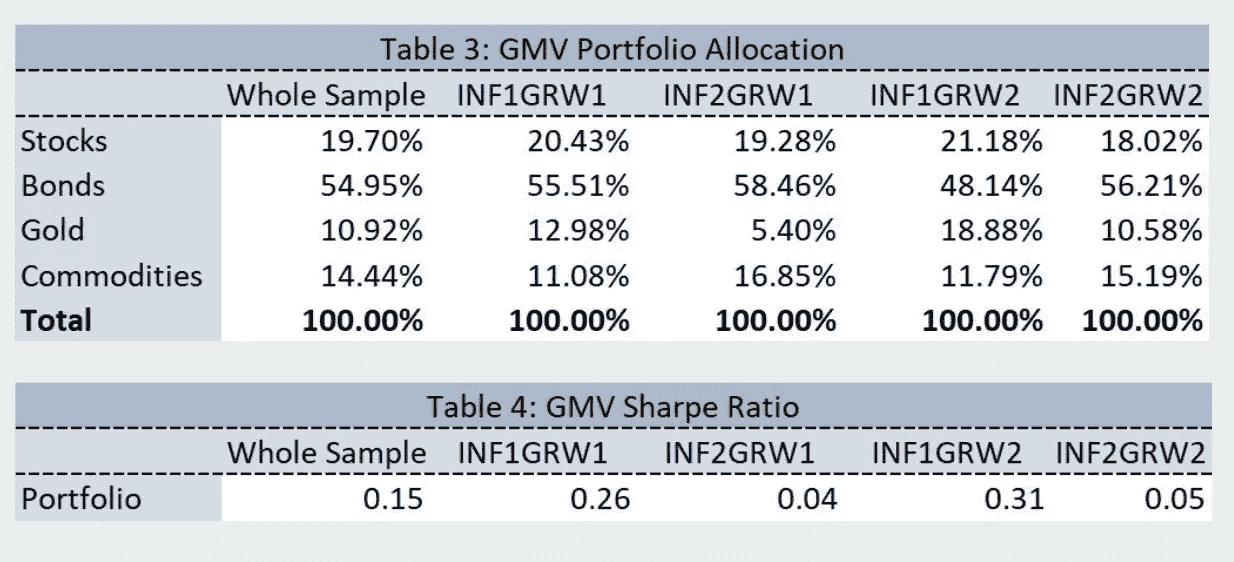 Table 3: GMV Portfolio Allocation
Whole Sample INF1GRW1 INF2GRW1 INF1GRW2 INF2GRW2
Stocks 19.70% 20.43% 19.28% 21.18% 18.02%
Bonds 54.95% 55.51% 58.46% 48.14% 56.21%
Gold 10.92% 12.98% 5.40% 18.88% 10.58%
Commodities 14.44% 11.08% 16.85% 11.79% 15.19%
Total 100.00% 100.00% 100.00% 100.00% 100.00%
Table 4: GMV Sharpe Ratio
Whole Sample INF1GRW1 INF2GRW1 INF1GRW2 INF2GRW2
Portfolio 0.15 0.26 0.04 0.31 0.05